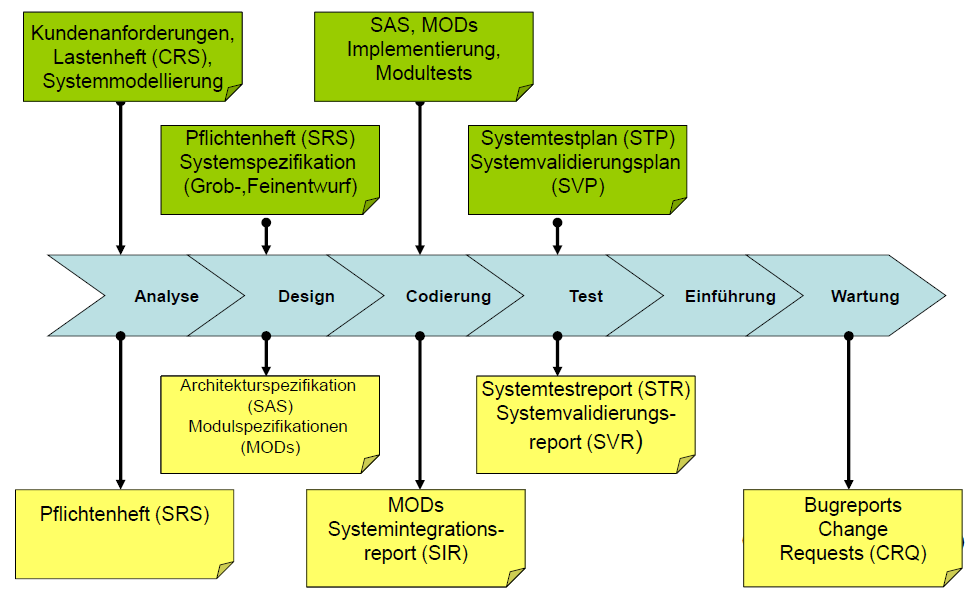 Kundenanforderungen,
Lastenheft (CRS),
Systemmodellierung
SAS, MODs
Implementierung,
Modultests
Pflichtenheft (SRS)
Systemspezifikation
(Grob-,Feinentwurf)
Systemtestplan (STP)
Systemvalidierungsplan
(SVP)
Analyse
Design
Codierung
Test
Einführung
Wartung
Architekturspezifikation
(SAS)
Modulspezifikationen
(MODs)
Systemtestreport (STR)
Systemvalidierungs-
report (SVR)
Pflichtenheft (SRS)
MODs
Systemintegrations-
report (SIR)
Bugreports
Change
Requests (CRQ)